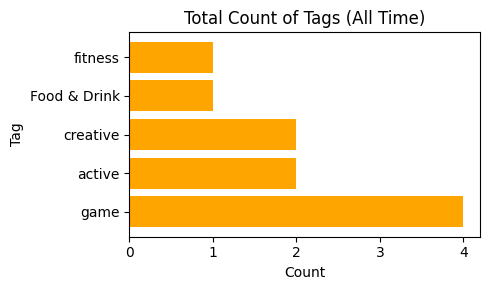 Total Count of Tags (All Time)
Tag
fitness
Food & Drink
creative
active
game
0 1 2 3 4
Count